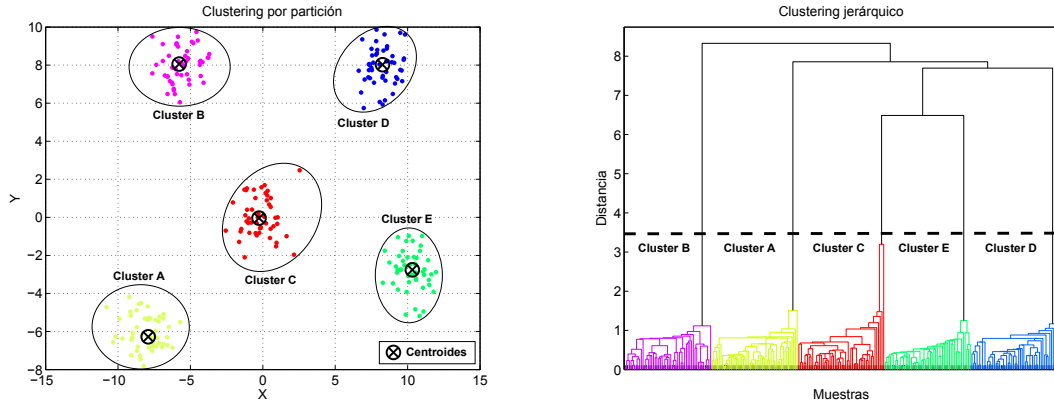 Clustering por partición
10
8
6
4
2
0
−2
−4
−6
−8
Y
−15
−10
−5
0
5
10
15
X
Cluster B
Cluster D
Cluster E
Cluster C
Cluster A
Centroides
Clustering jerárquico
8
7
6
5
4
3
2
1
0
Distancia
Cluster B
Cluster A
Cluster C
Cluster E
Cluster D
Muestras